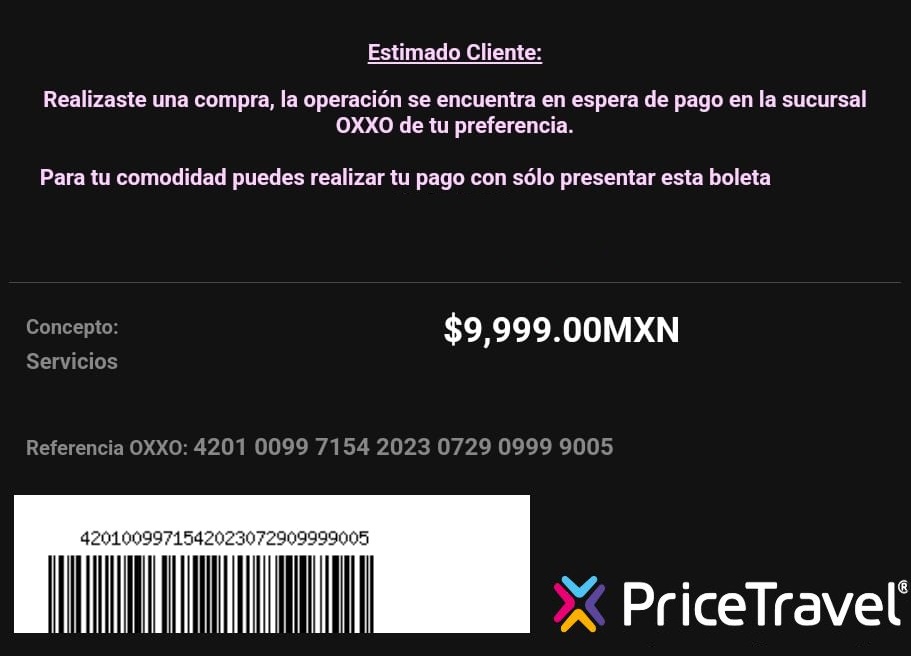 Estimado Cliente:
Realizaste una compra, la operación se encuentra en espera de pago en la sucursal
OXXO de tu preferencia.
Para tu comodidad puedes realizar tu pago con sólo presentar esta boleta
Concepto:
$9,999.00MXN
Servicios
Referencia OXXO: 4201 0099 7154 2023 0729 0999 9005
4201009971542023072909999005
PriceTravel®